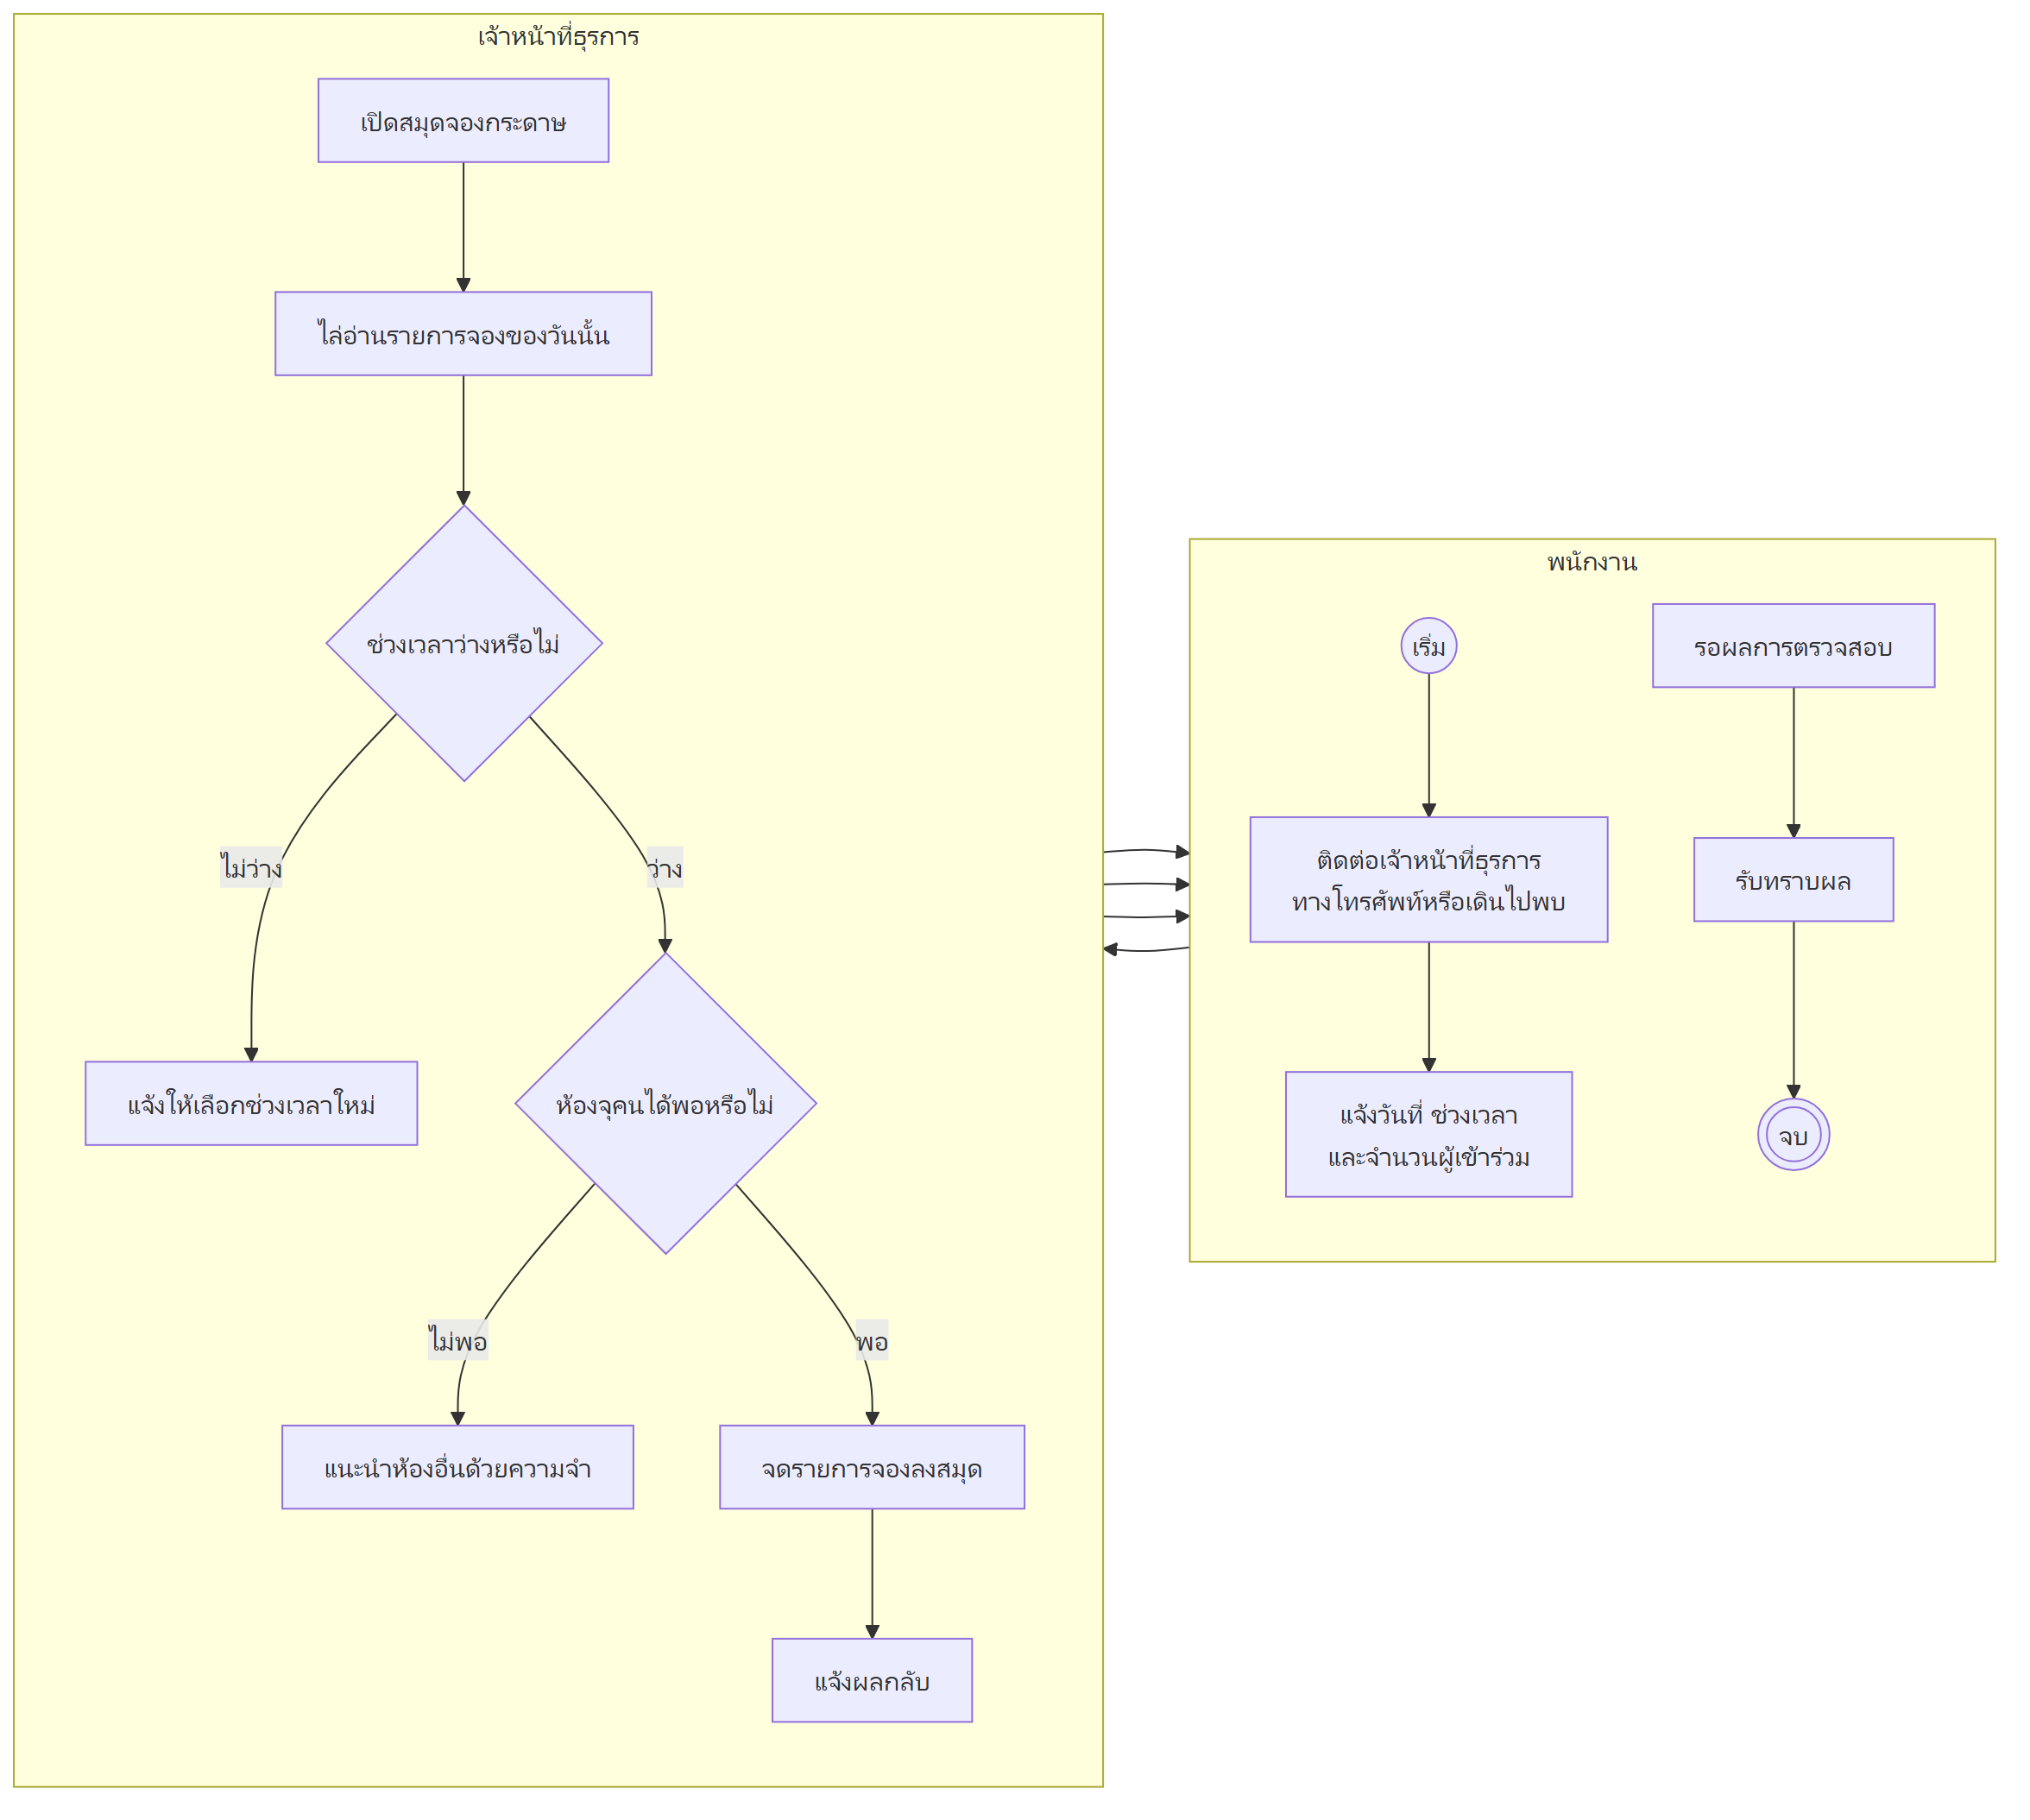 เจ้าหน้าที่ธุรการ
เปิดสมุดจองกระดาษ
ไล่อ่านรายการจองของวันนั้น
ช่วงเวลาว่างหรือไม่
ไม่ว่าง
ว่าง
แจ้งให้เลือกช่วงเวลาใหม่
ห้องจุคนได้พอหรือไม่
ไม่พอ
พอ
แนะนำห้องอื่นด้วยความจำ
จดรายการจองลงสมุด
แจ้งผลกลับ
พนักงาน
เริ่ม
ติดต่อเจ้าหน้าที่ธุรการ
ทางโทรศัพท์หรือเดินไปพบ
แจ้งวันที่ ช่วงเวลา
และจำนวนผู้เข้าร่วม
รอผลการตรวจสอบ
รับทราบผล
จบ